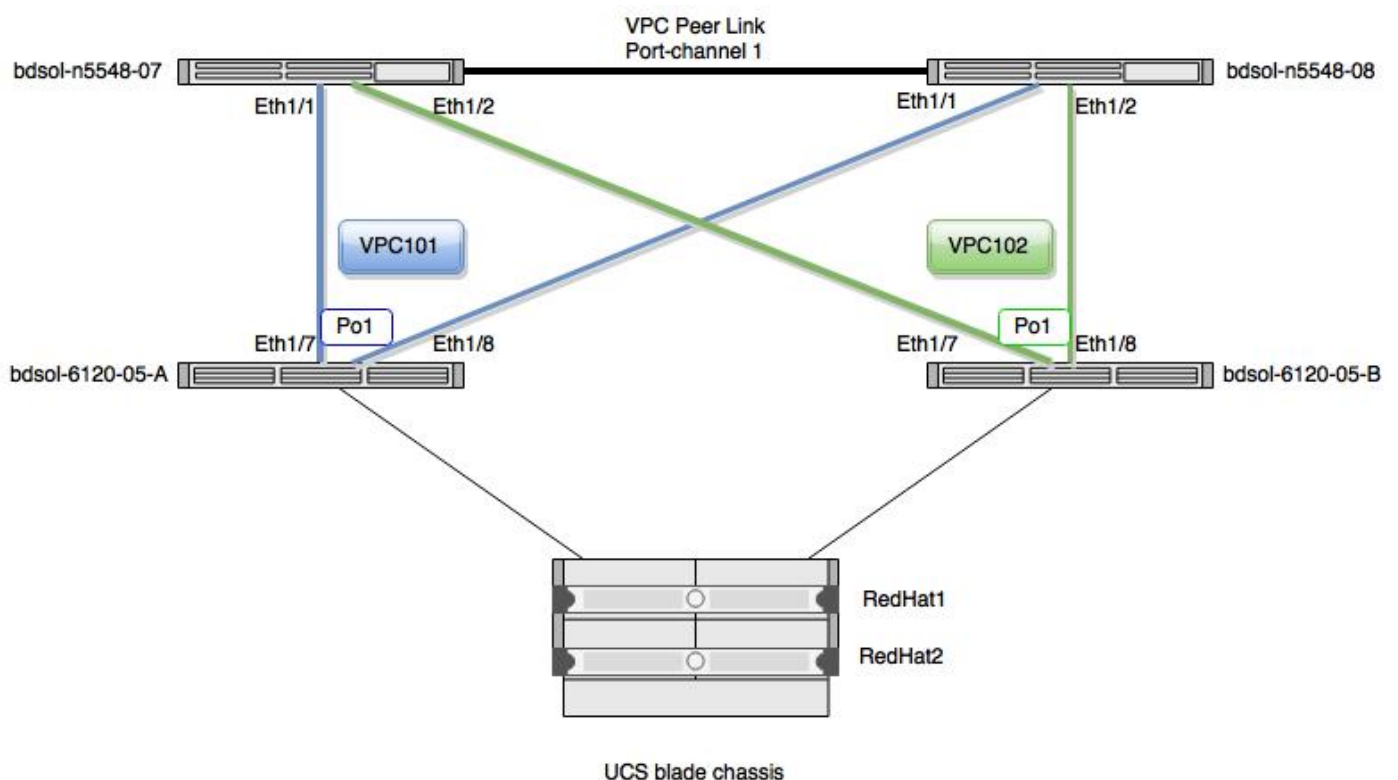 VPC Peer Link
Port-channel 1
bdsol-n5548-07
bdsol-n5548-08
Eth1/1
Eth1/2
Eth1/1
Eth1/2
VPC101
VPC102
Po1
Po1
Eth1/7
Eth1/8
Eth1/7
Eth1/8
bdsol-6120-05-A
bdsol-6120-05-B
RedHat1
RedHat2
UCS blade chassis